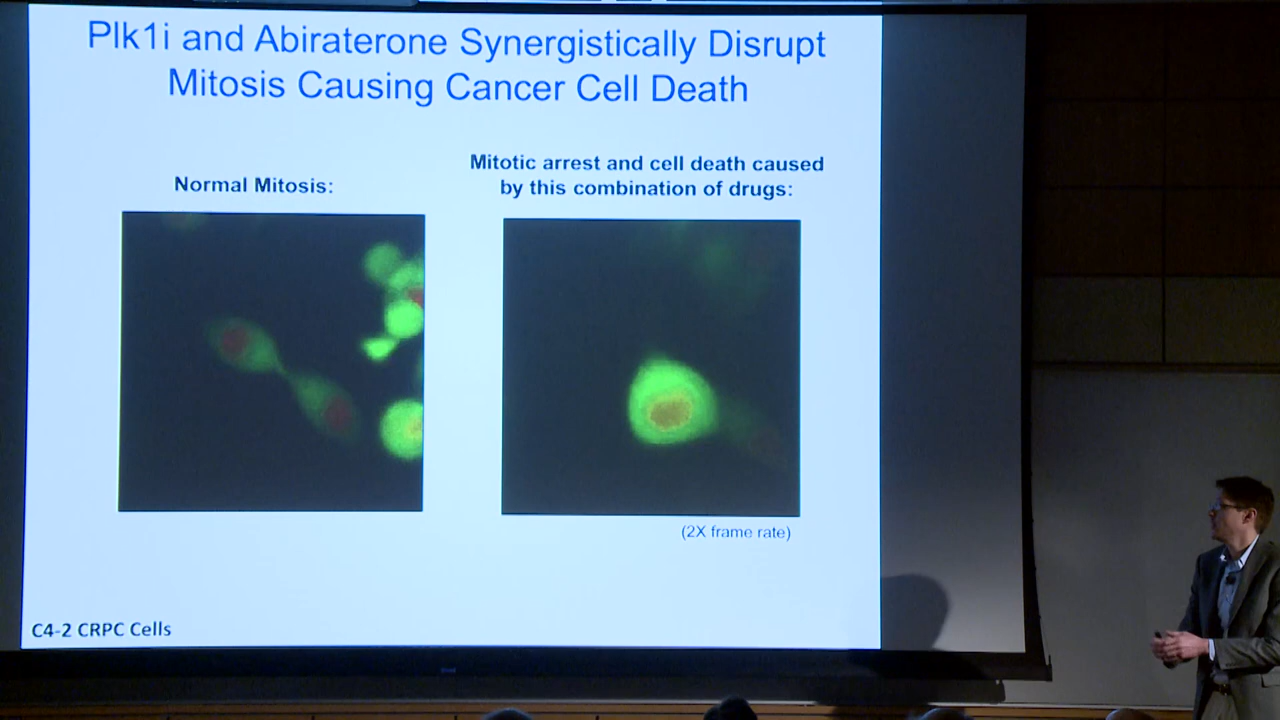 Plk1i and Abiraterone Synergistically Disrupt
Mitosis Causing Cancer Cell Death
Normal Mitosis:
Mitotic arrest and cell death caused
by this combination of drugs:
(2X frame rate)
C4-2 CRPC Cells